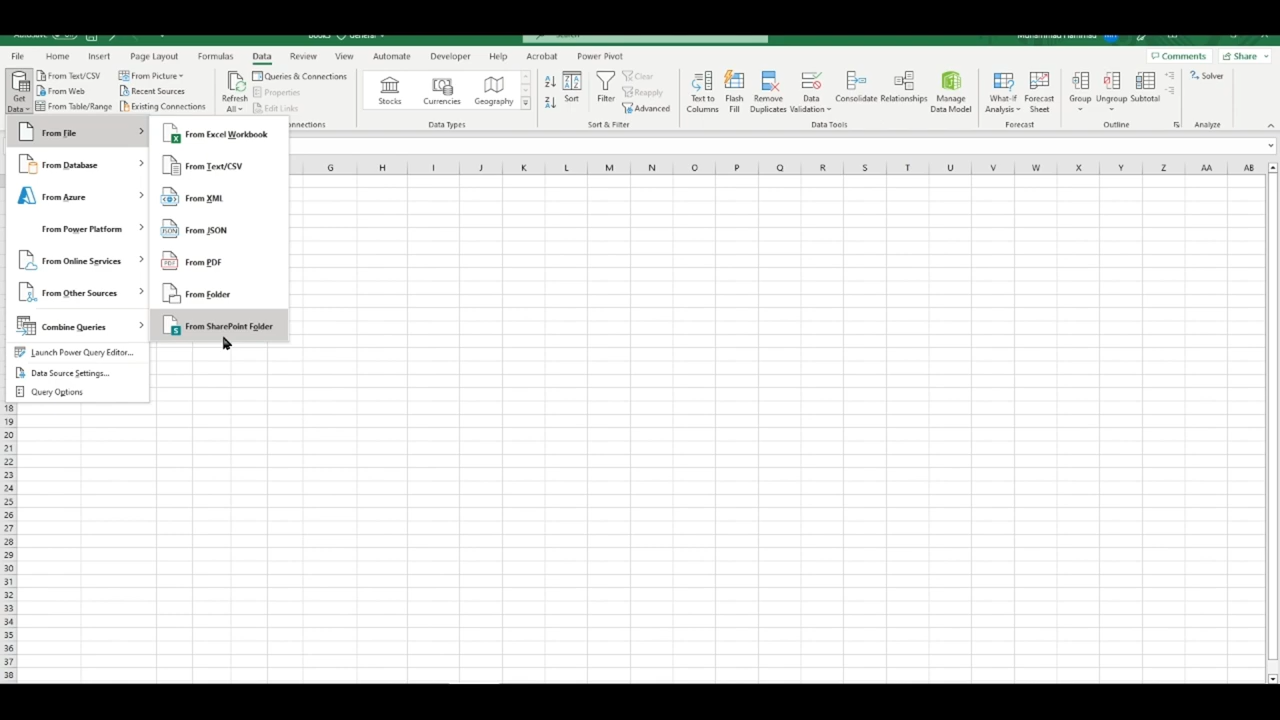 File Home Insert Page Layout Formulas Data Review View Automate Developer Help Acrobat Power Pivot Comments Share
From Text/CSV From Picture Queries & Connections Clear Solver
From Web Recent Sources Properties Reapply
From Table/Range Existing Connections Edit Links Advanced
Get Data
Refresh All
Stocks Currencies Geography
Sort Filter
Text to Columns
Flash Fill
Remove Duplicates
Data Validation
Consolidate Relationships
Manage Data Model
What-If Analysis
Forecast Sheet
Group Ungroup Subtotal
Data Types Sort & Filter Data Tools Forecast Outline Analyze
From File
From Database
From Azure
From Power Platform
From Online Services
From Other Sources
Combine Queries
Launch Power Query Editor...
Data Source Settings...
Query Options
From Excel Workbook
From Text/CSV
From XML
JSON From JSON
PDF From PDF
From Folder
From SharePoint Folder
G H I J K L M N O P Q R S T U V W X Y Z AA AB
18
19
20
21
22
23
24
25
26
27
28
29
30
31
32
33
34
35
36
37
38